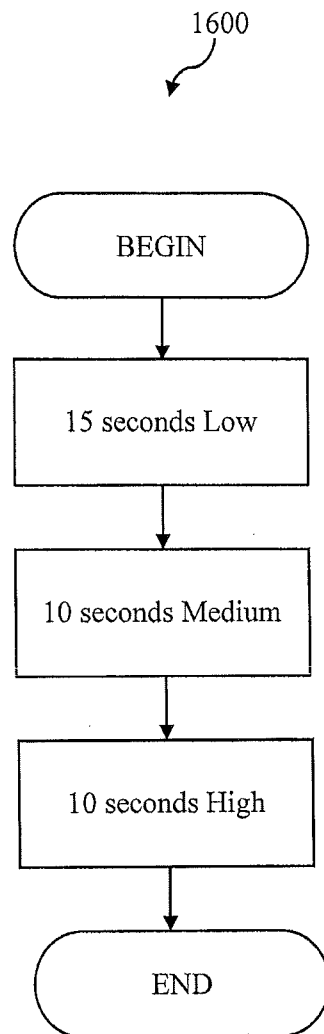 1600
BEGIN
15 seconds Low
10 seconds Medium
10 seconds High
END